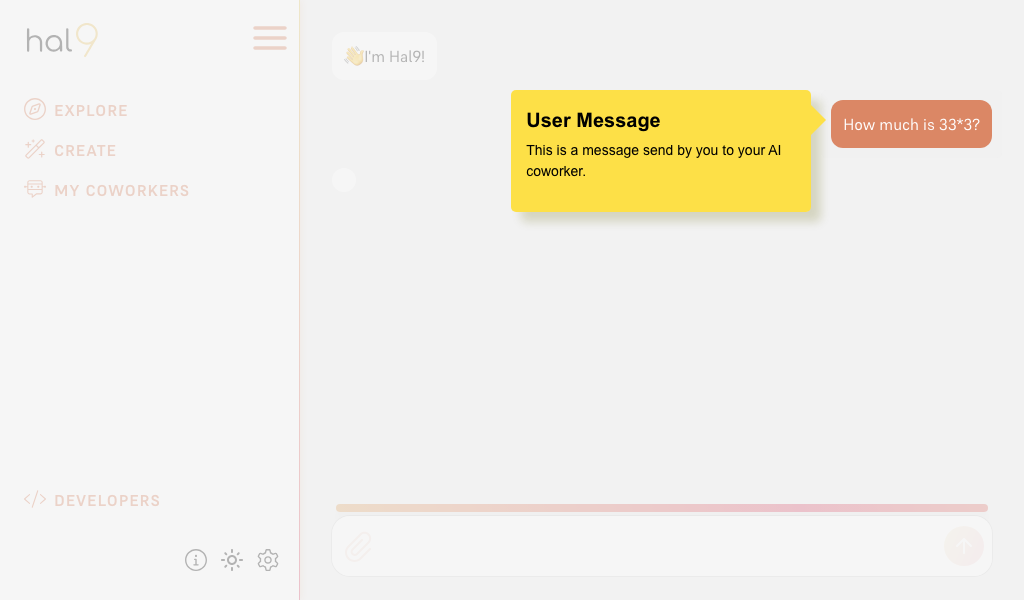 hal9
EXPLORE
CREATE
MY COWORKERS
DEVELOPERS
👋I'm Hal9!
How much is 33*3?
User Message
This is a message send by you to your AI
coworker.